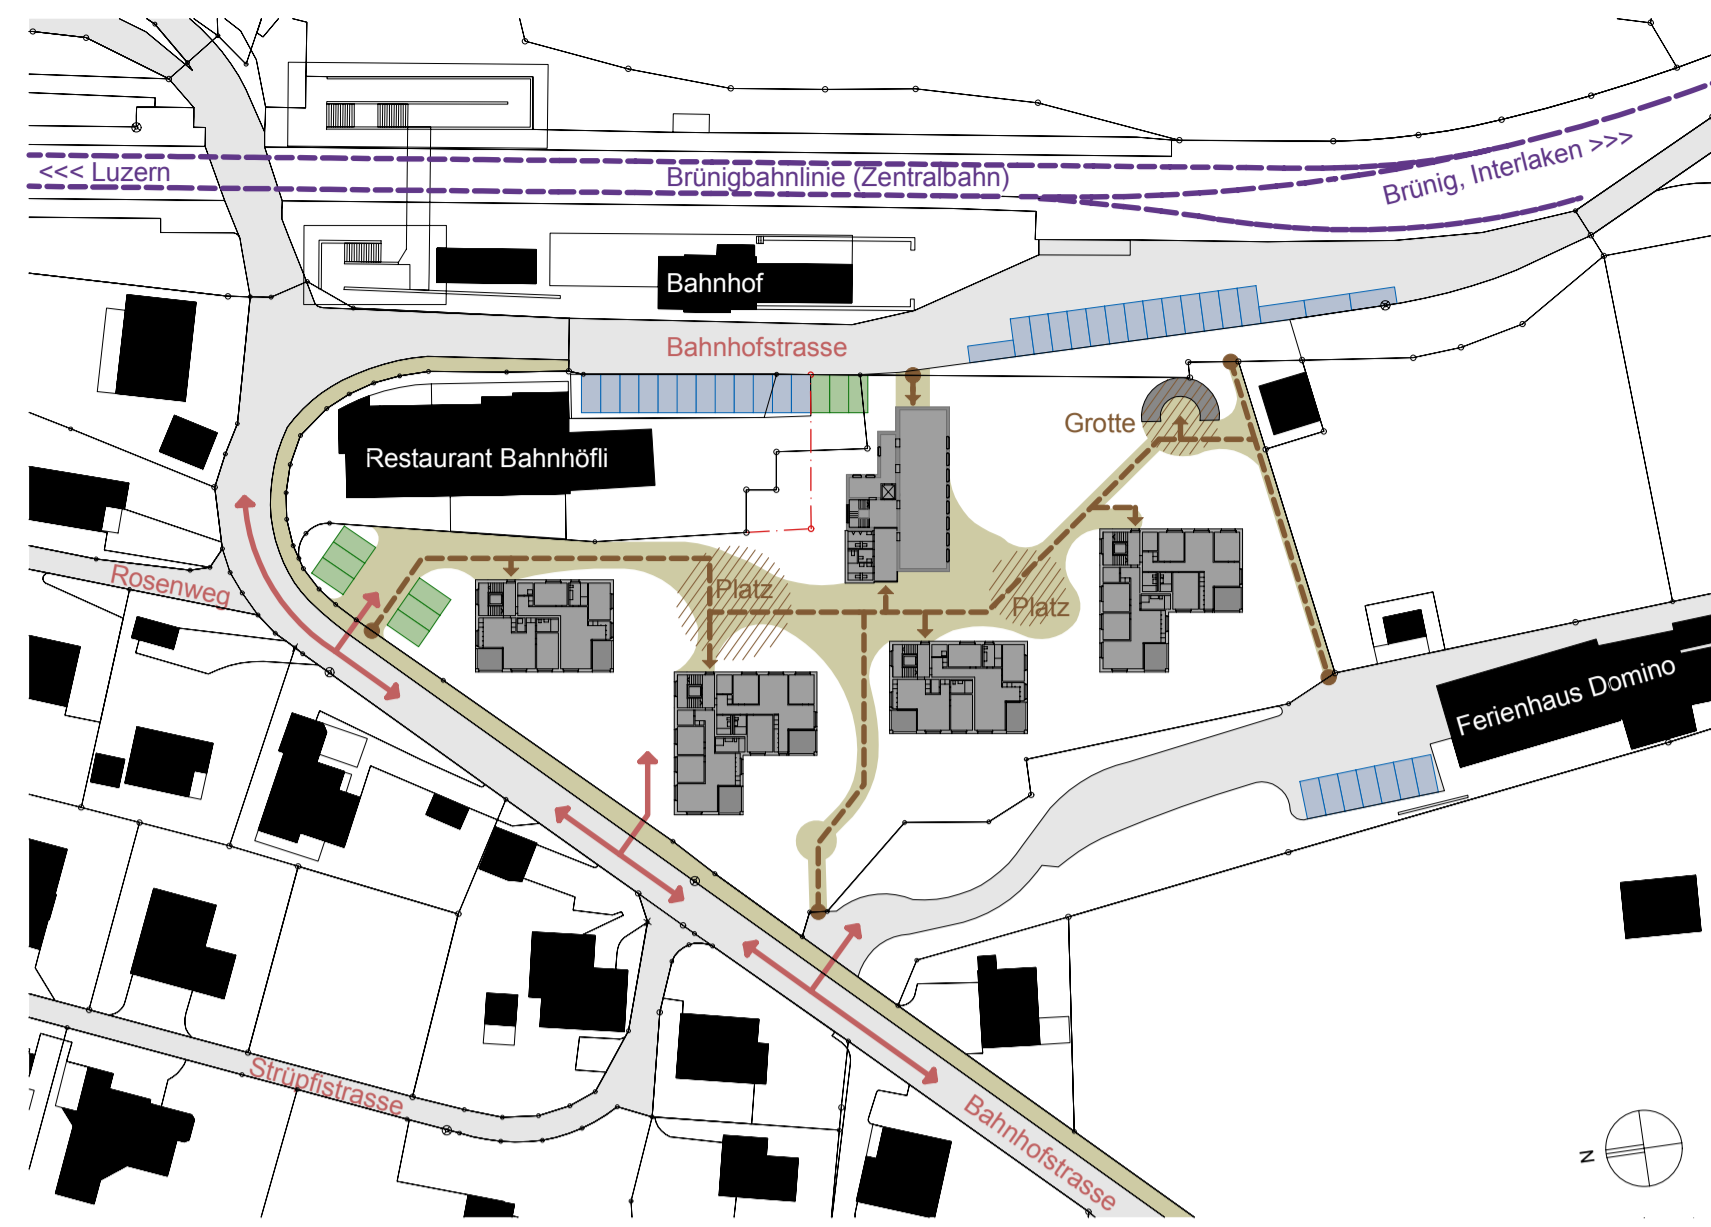 <<< Luzern
Brünigbahnlinie (Zentralbahn)
Brünig, Interlaken >>>
Bahnhof
Bahnhofstrasse
Grotte
Restaurant Bahnhöfli
Rosenweg
Platz
Platz
Ferienhaus Domino
Strüpfistrasse
Bahnhofstrasse
N